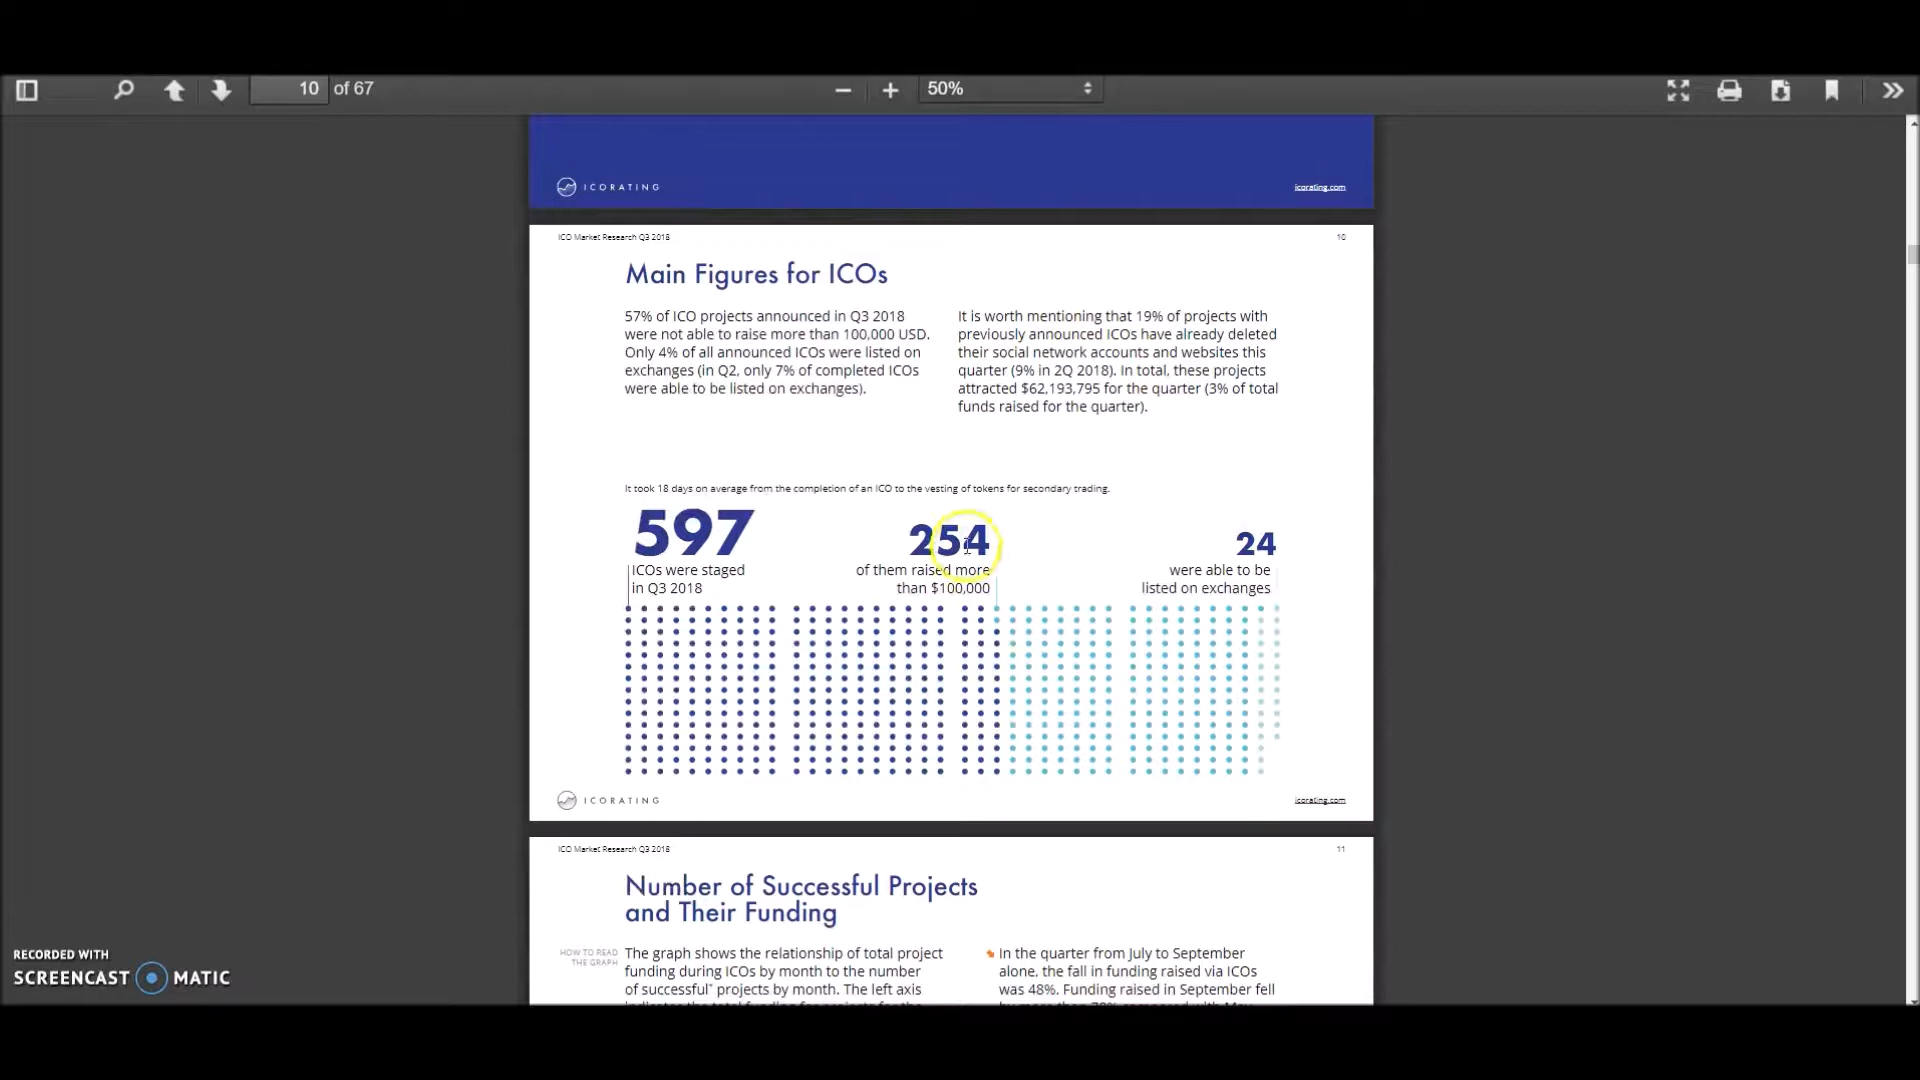 10 of 67
50%
ICORATING
icorating.com
ICO Market Research Q3 2018
10
Main Figures for ICOs
57% of ICO projects announced in Q3 2018
were not able to raise more than 100,000 USD.
Only 4% of all announced ICOs were listed on
exchanges (in Q2, only 7% of completed ICOs
were able to be listed on exchanges).
It is worth mentioning that 19% of projects with
previously announced ICOs have already deleted
their social network accounts and websites this
quarter (9% in 2Q 2018). In total, these projects
attracted $62,193,795 for the quarter (3% of total
funds raised for the quarter).
It took 18 days on average from the completion of an ICO to the vesting of tokens for secondary trading.
597
ICOs were staged
in Q3 2018
254
of them raised more
than $100,000
24
were able to be
listed on exchanges
ICORATING
icorating.com
ICO Market Research Q3 2018
11
Number of Successful Projects
and Their Funding
HOW TO READ
THE GRAPH
The graph shows the relationship of total project
funding during ICOs by month to the number
of successful* projects by month. The left axis
In the quarter from July to September
alone, the fall in funding raised via ICOs
was 48%. Funding raised in September fell
RECORDED WITH
SCREENCAST MATIC